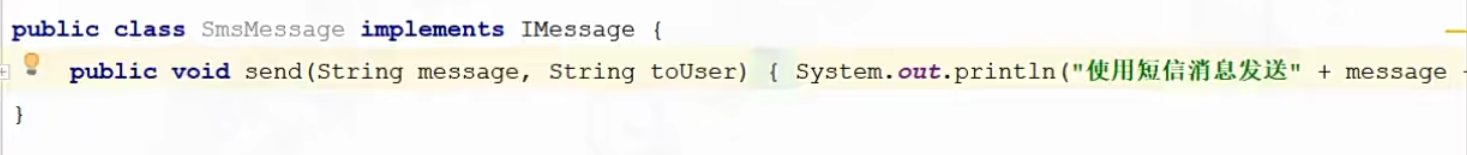 public class SmsMessage implements IMessage {
public void send(String message, String toUser) { System.out.println("使用短信消息发送" + message
}